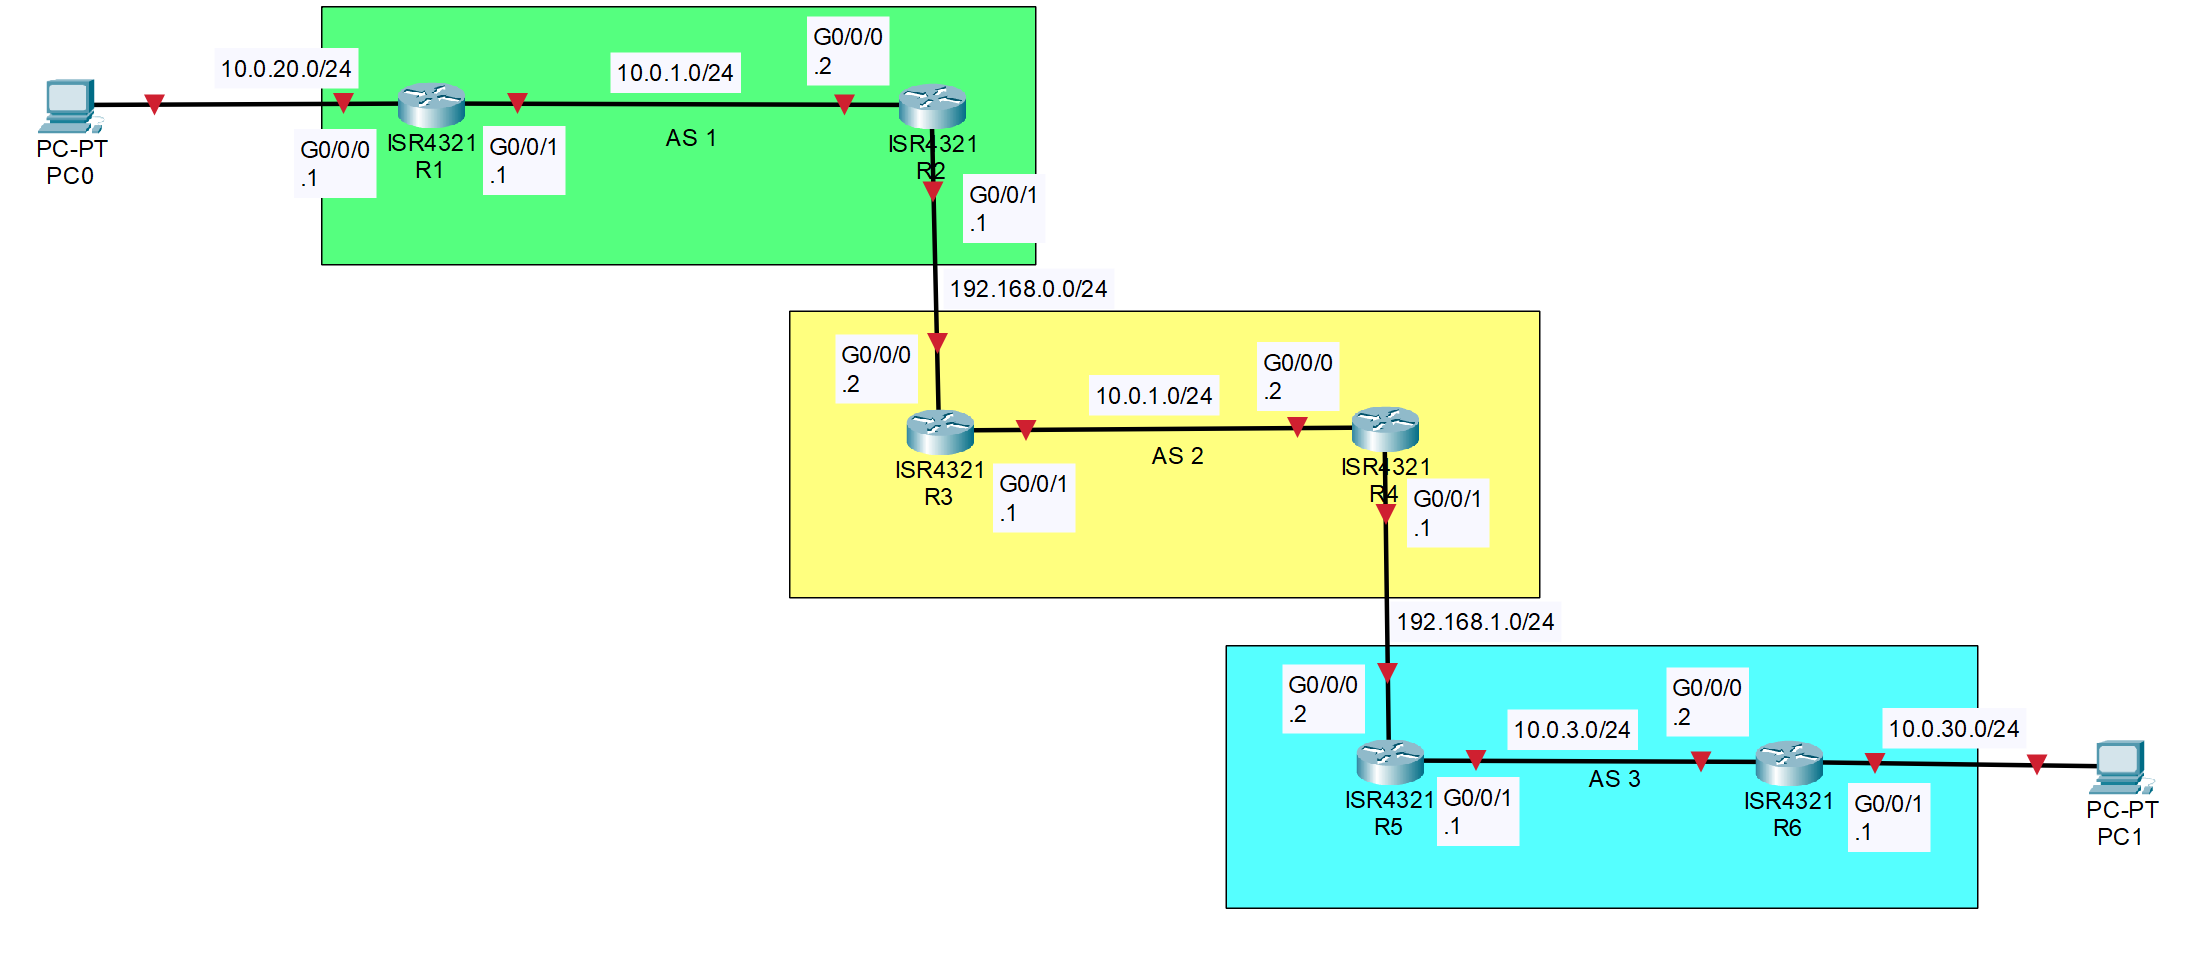 10.0.20.0/24
PC-PT
PC0
G0/0/0
.1
ISR4321
R1
G0/0/1
.1
10.0.1.0/24
AS 1
G0/0/0
.2
ISR4321
R2
G0/0/1
.1
192.168.0.0/24
G0/0/0
.2
ISR4321
R3
G0/0/1
.1
10.0.1.0/24
AS 2
G0/0/0
.2
ISR4321
R4
G0/0/1
.1
192.168.1.0/24
G0/0/0
.2
ISR4321
R5
G0/0/1
.1
10.0.3.0/24
AS 3
G0/0/0
.2
ISR4321
R6
10.0.30.0/24
G0/0/1
.1
PC-PT
PC1